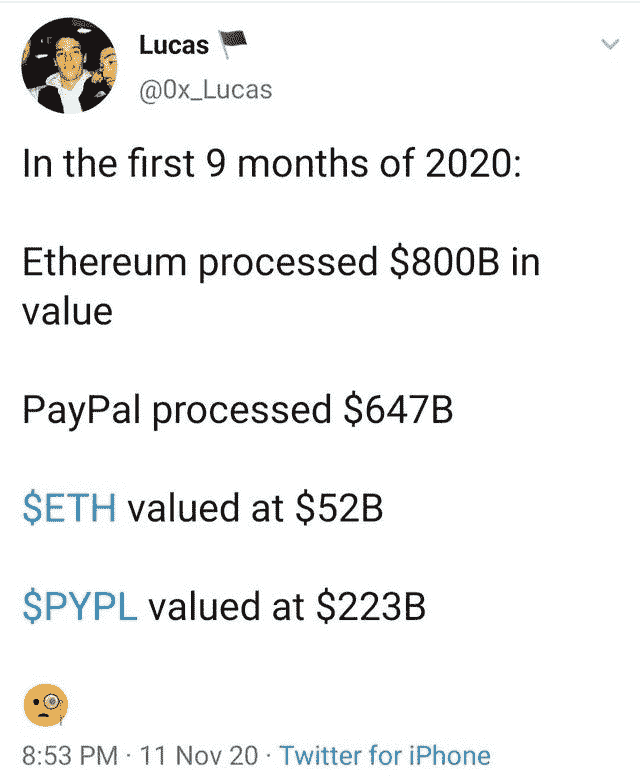 Lucas 🏴
@0x_Lucas
In the first 9 months of 2020:
Ethereum processed $800B in
value
PayPal processed $647B
$ETH valued at $52B
$PYPL valued at $223B
🧐
8:53 PM · 11 Nov 20 · Twitter for iPhone